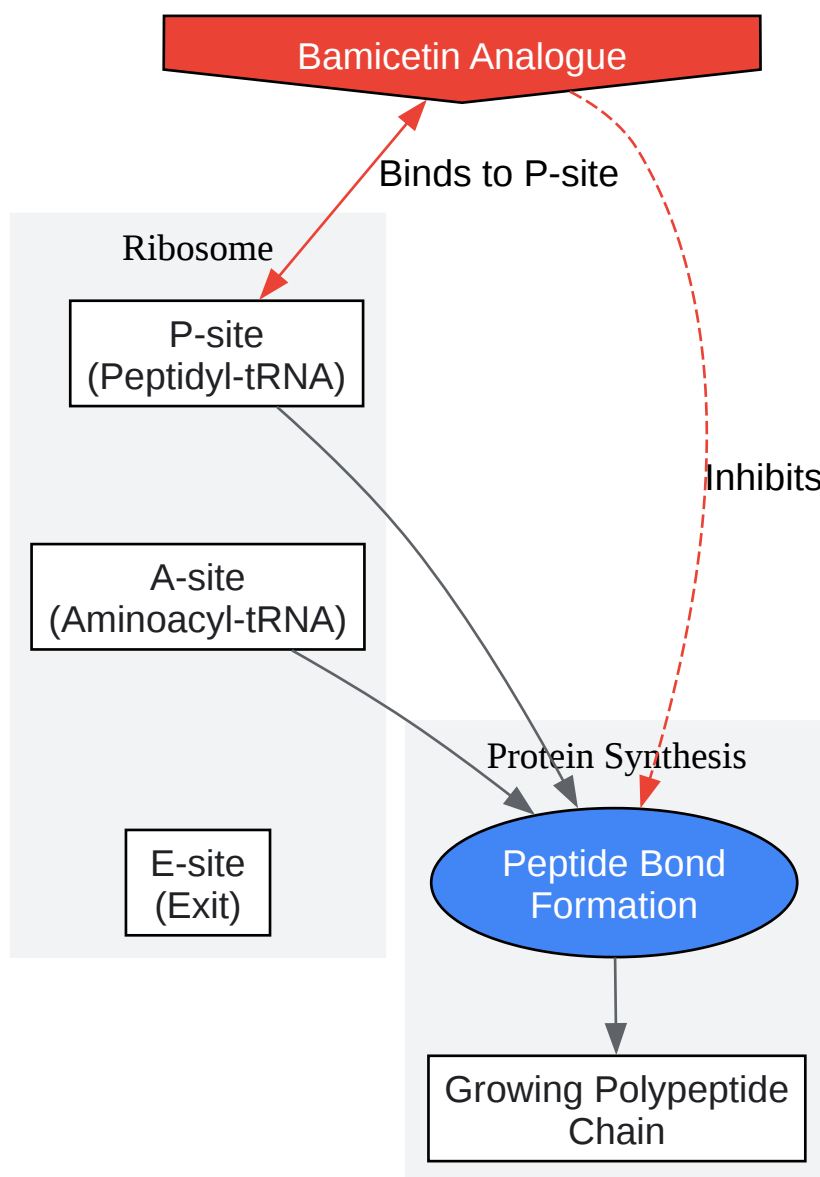 Bamicetin Analogue
Binds to P-site
Ribosome
P-site
(Peptidyl-tRNA)
Inhibits
A-site
(Aminoacyl-tRNA)
Protein Synthesis
E-site
(Exit)
Peptide Bond
Formation
Growing Polypeptide
Chain